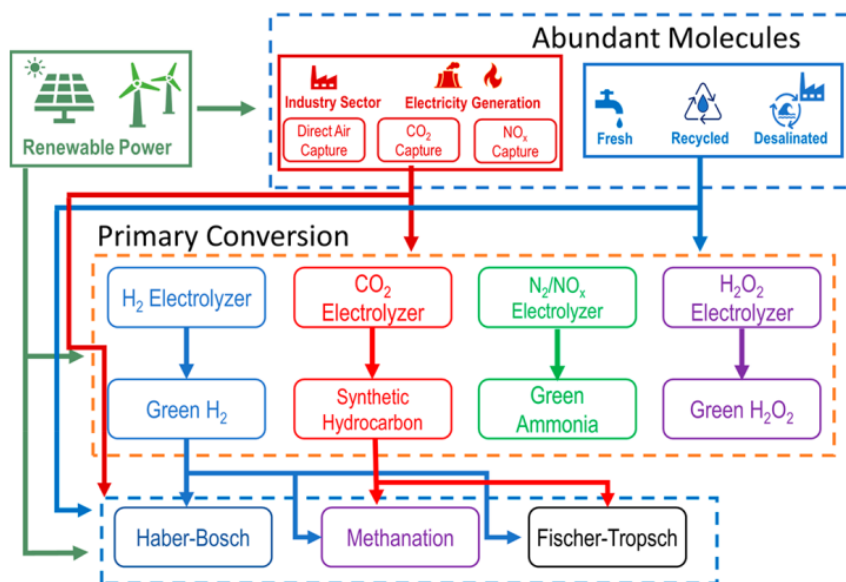 Abundant Molecules
Renewable Power
Industry Sector
Electricity Generation
Direct Air
Capture
CO₂
Capture
NOₓ
Capture
Fresh
Recycled
Desalinated
Primary Conversion
H₂ Electrolyzer
CO₂
Electrolyzer
N₂/NOₓ
Electrolyzer
H₂O₂
Electrolyzer
Green H₂
Synthetic
Hydrocarbon
Green
Ammonia
Green H₂O₂
Haber-Bosch
Methanation
Fischer-Tropsch